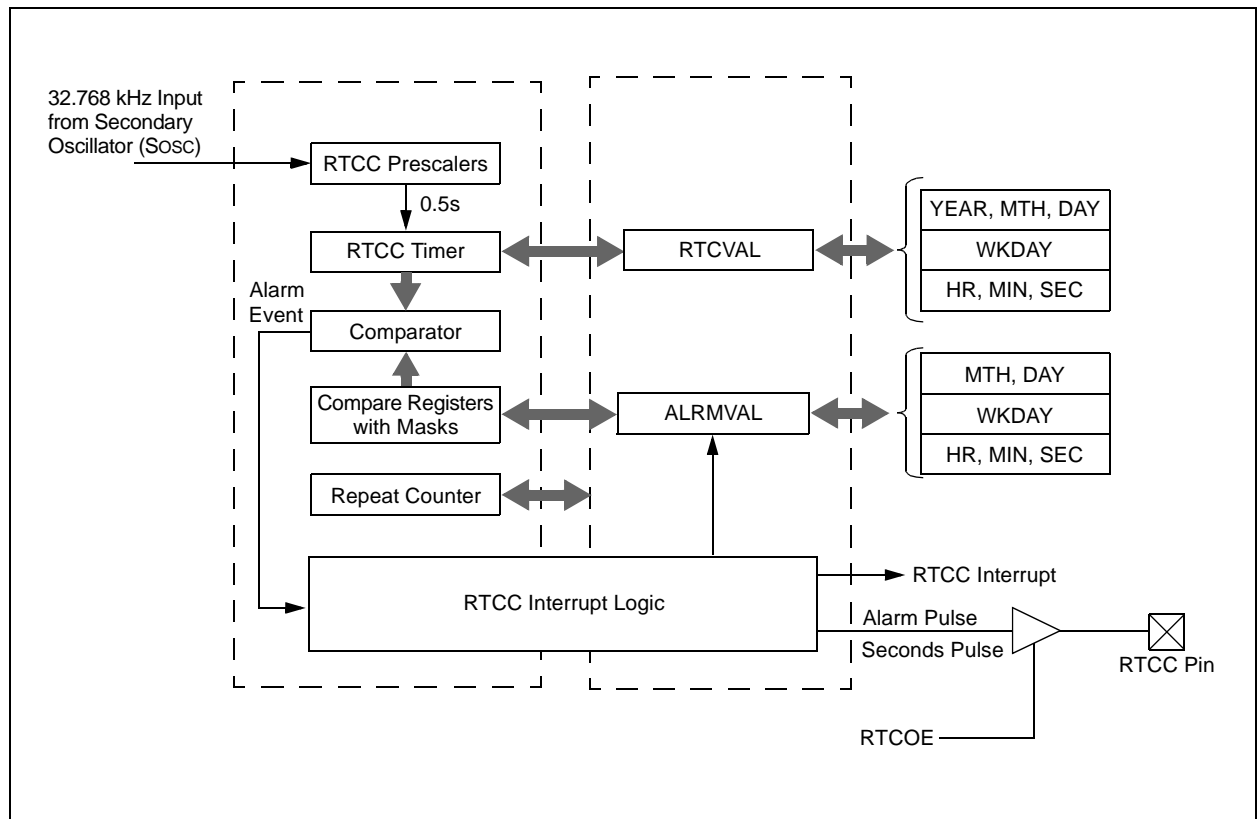 32.768 kHz Input
from Secondary
Oscillator (SOSC)
RTCC Prescalers
0.5s
RTCC Timer
RTCVAL
YEAR, MTH, DAY
WKDAY
HR, MIN, SEC
Alarm
Event
Comparator
Compare Registers
with Masks
ALRMVAL
MTH, DAY
WKDAY
HR, MIN, SEC
Repeat Counter
RTCC Interrupt Logic
RTCC Interrupt
Alarm Pulse
Seconds Pulse
RTCC Pin
RTCOE